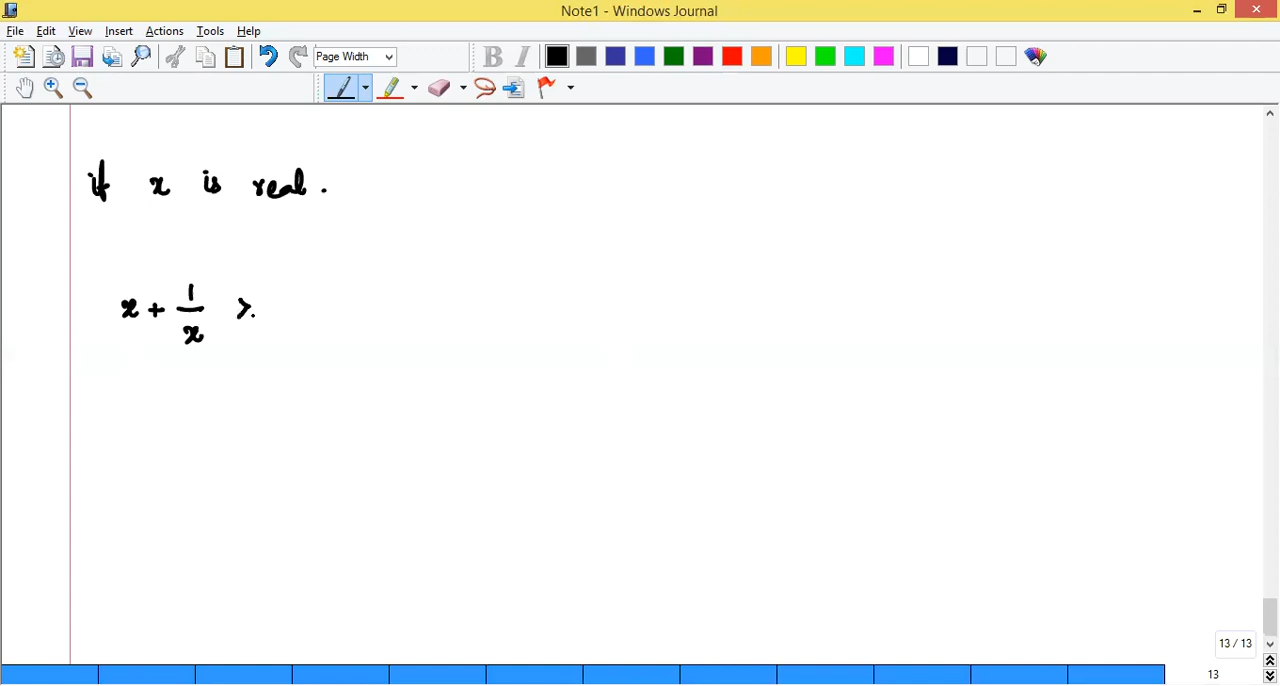 Note1 - Windows Journal
File Edit View Insert Actions Tools Help
Page Width B I
if x is real.
x + 1/x >.
13 / 13
13